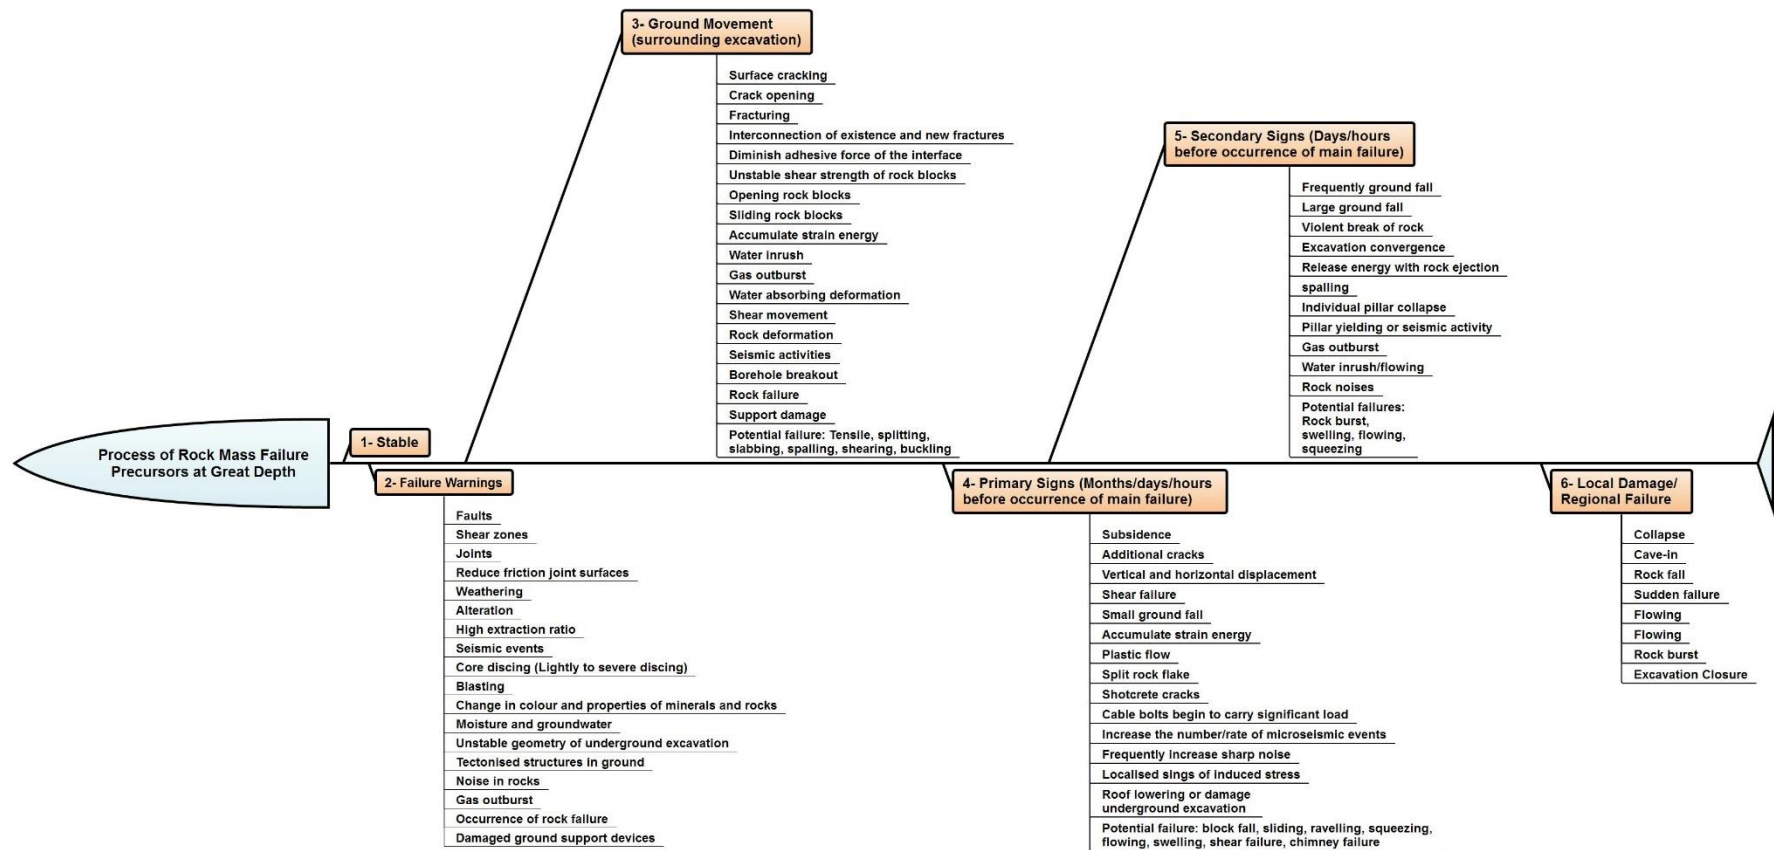 Process of Rock Mass Failure
Precursors at Great Depth
1- Stable
2- Failure Warnings
Faults
Shear zones
Joints
Reduce friction joint surfaces
Weathering
Alteration
High extraction ratio
Seismic events
Core discing (Lightly to severe discing)
Blasting
Change in colour and properties of minerals and rocks
Moisture and groundwater
Unstable geometry of underground excavation
Tectonised structures in ground
Noise in rocks
Gas outburst
Occurrence of rock failure
Damaged ground support devices
3- Ground Movement
(surrounding excavation)
Surface cracking
Crack opening
Fracturing
Interconnection of existence and new fractures
Diminish adhesive force of the interface
Unstable shear strength of rock blocks
Opening rock blocks
Sliding rock blocks
Accumulate strain energy
Water inrush
Gas outburst
Water absorbing deformation
Shear movement
Rock deformation
Seismic activities
Borehole breakout
Rock failure
Support damage
Potential failure: Tensile, splitting,
slabbing, spalling, shearing, buckling
4- Primary Signs (Months/days/hours
before occurrence of main failure)
Subsidence
Additional cracks
Vertical and horizontal displacement
Shear failure
Small ground fall
Accumulate strain energy
Plastic flow
Split rock flake
Shotcrete cracks
Cable bolts begin to carry significant load
Increase the number/rate of microseismic events
Frequently increase sharp noise
Localised sings of induced stress
Roof lowering or damage
underground excavation
Potential failure: block fall, sliding, ravelling, squeezing,
flowing, swelling, shear failure, chimney failure
5- Secondary Signs (Days/hours
before occurrence of main failure)
Frequently ground fall
Large ground fall
Violent break of rock
Excavation convergence
Release energy with rock ejection
spalling
Individual pillar collapse
Pillar yielding or seismic activity
Gas outburst
Water inrush/flowing
Rock noises
Potential failures:
Rock burst,
swelling, flowing,
squeezing
6- Local Damage/
Regional Failure
Collapse
Cave-in
Rock fall
Sudden failure
Flowing
Flowing
Rock burst
Excavation Closure